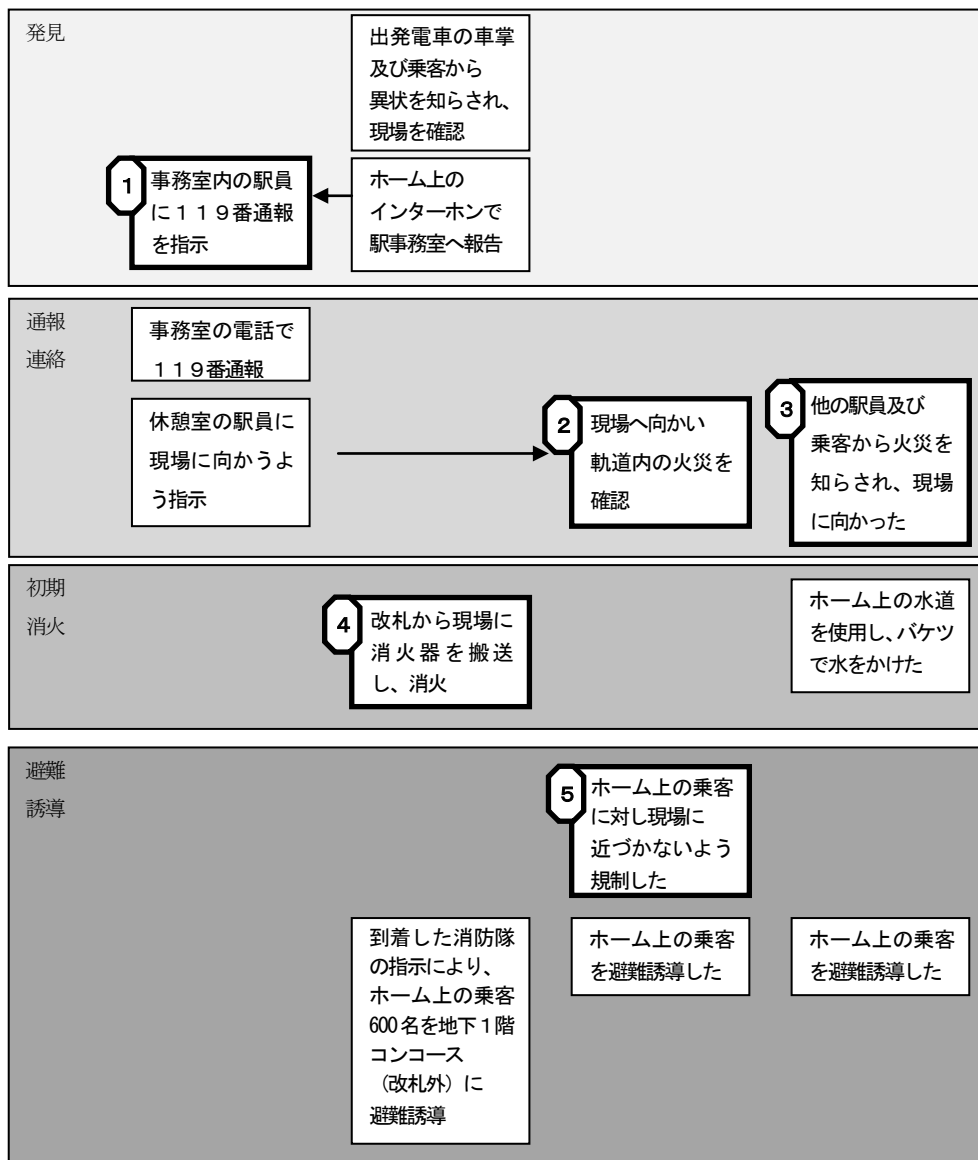 発見
出発電車の車掌
及び乗客から
異状を知らされ、
現場を確認
1
事務室内の駅員
に119番通報
を指示
ホーム上の
インターホンで
駅事務室へ報告
通報
連絡
事務室の電話で
119番通報
休憩室の駅員に
現場に向かうよ
う指示
2
現場へ向かい
軌道内の火災を
確認
3
他の駅員及び
乗客から火災を
知らされ、現場
に向かった
初期
消火
4
改札から現場に
消火器を搬送
し、消火
ホーム上の水道
を使用し、バケツ
で水をかけた
避難
誘導
5
ホーム上の乗客
に対し現場に
近づかないよう
規制した
到着した消防隊
の指示により、
ホーム上の乗客
600名を地下1階
コンコース
(改札外)に
避難誘導
ホーム上の乗客
を避難誘導した
ホーム上の乗客
を避難誘導した